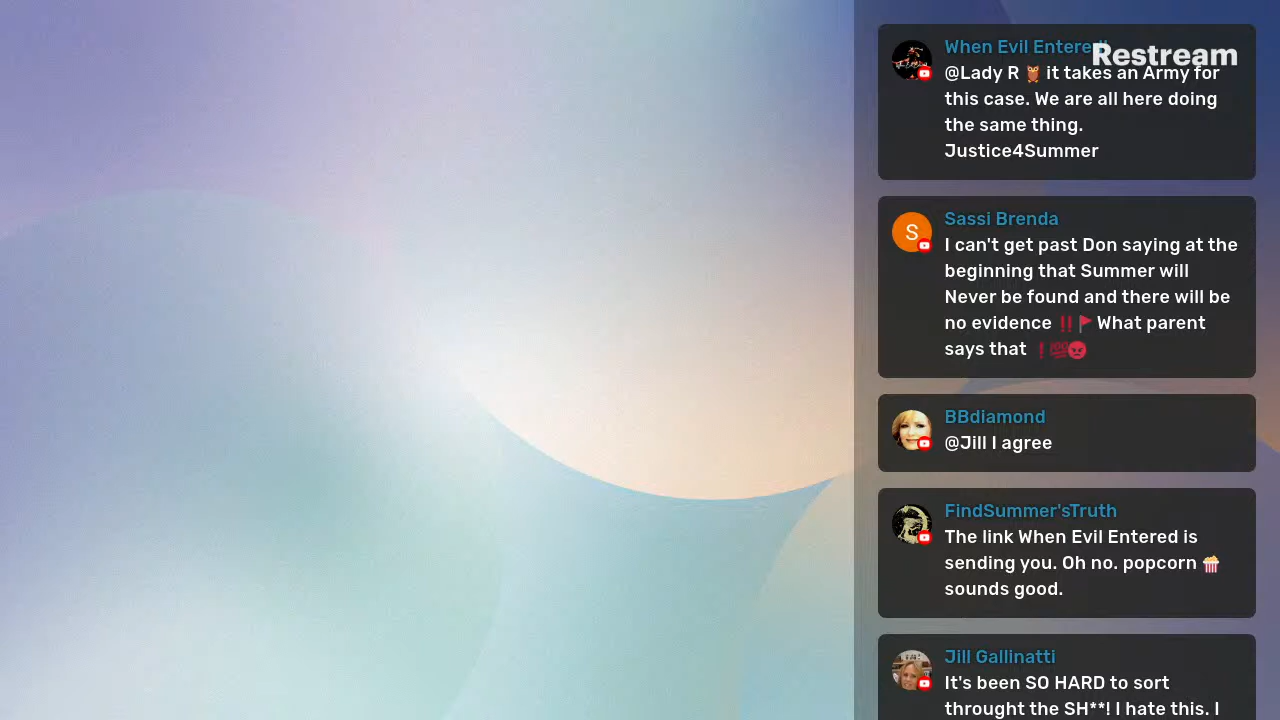 When Evil Entered!
Restream
@Lady R 🦉 it takes an Army for
this case. We are all here doing
the same thing.
Justice4Summer
S
Sassi Brenda
I can't get past Don saying at the
beginning that Summer will
Never be found and there will be
no evidence ‼️🚩What parent
says that ❗💯😡
BBdiamond
@Jill I agree
FindSummer'sTruth
The link When Evil Entered is
sending you. Oh no. popcorn 🍿
sounds good.
Jill Gallinatti
It's been SO HARD to sort
throught the SH**! I hate this. I